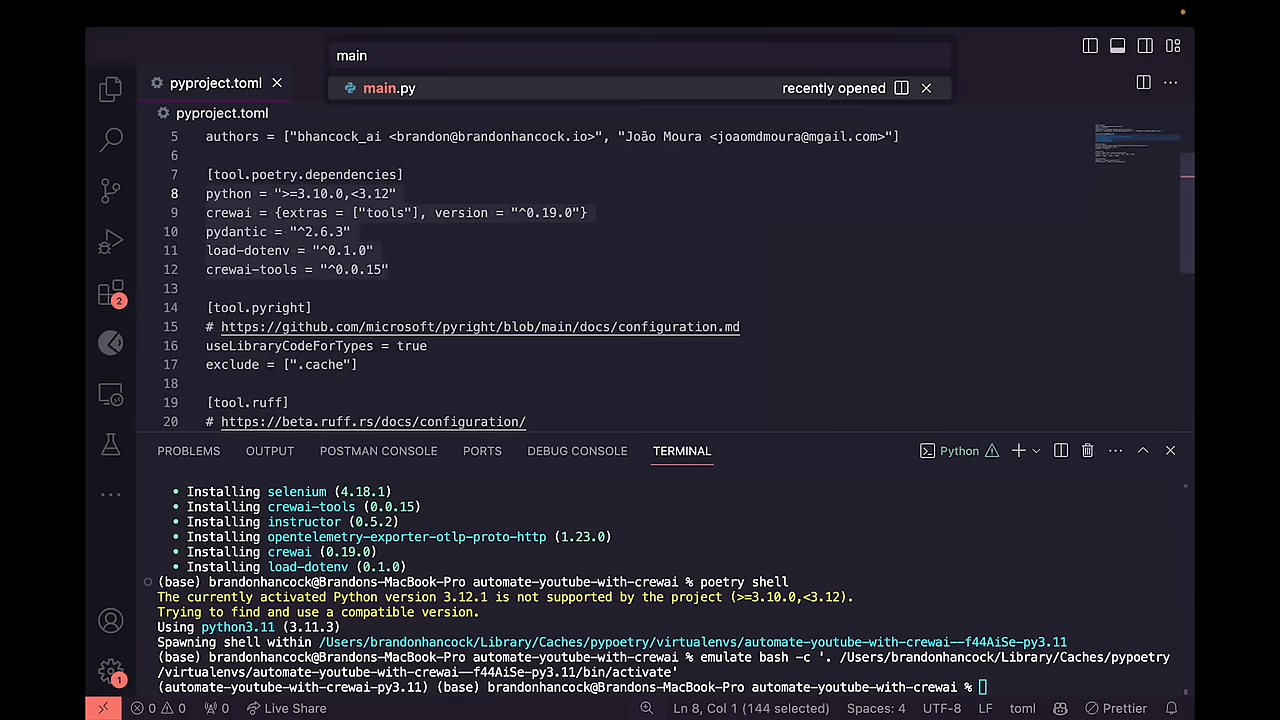 main
main.py recently opened
pyproject.toml
pyproject.toml
5 authors = ["bhancock_ai <brandon@brandonhancock.io>", "João Moura <joaomdmoura@mgail.com>"]
6
7 [tool.poetry.dependencies]
8 python = ">=3.10.0,<3.12"
9 crewai = {extras = ["tools"], version = "^0.19.0"}
10 pydantic = "^2.6.3"
11 load-dotenv = "^0.1.0"
12 crewai-tools = "^0.0.15"
13
14 [tool.pyright]
15 # https://github.com/microsoft/pyright/blob/main/docs/configuration.md
16 useLibraryCodeForTypes = true
17 exclude = [".cache"]
18
19 [tool.ruff]
20 # https://beta.ruff.rs/docs/configuration/
2
PROBLEMS OUTPUT POSTMAN CONSOLE PORTS DEBUG CONSOLE TERMINAL Python
• Installing selenium (4.18.1)
• Installing crewai-tools (0.0.15)
• Installing instructor (0.5.2)
• Installing opentelemetry-exporter-otlp-proto-http (1.23.0)
• Installing crewai (0.19.0)
• Installing load-dotenv (0.1.0)
(base) brandonhancock@Brandons-MacBook-Pro automate-youtube-with-crewai % poetry shell
The currently activated Python version 3.12.1 is not supported by the project (>=3.10.0,<3.12).
Trying to find and use a compatible version.
Using python3.11 (3.11.3)
Spawning shell within /Users/brandonhancock/Library/Caches/pypoetry/virtualenvs/automate-youtube-with-crewai--f44AiSe-py3.11
(base) brandonhancock@Brandons-MacBook-Pro automate-youtube-with-crewai % emulate bash -c '. /Users/brandonhancock/Library/Caches/pypoetry
/virtualenvs/automate-youtube-with-crewai--f44AiSe-py3.11/bin/activate'
(automate-youtube-with-crewai-py3.11) (base) brandonhancock@Brandons-MacBook-Pro automate-youtube-with-crewai %
1
0 0 0 Live Share Ln 8, Col 1 (144 selected) Spaces: 4 UTF-8 LF toml Prettier